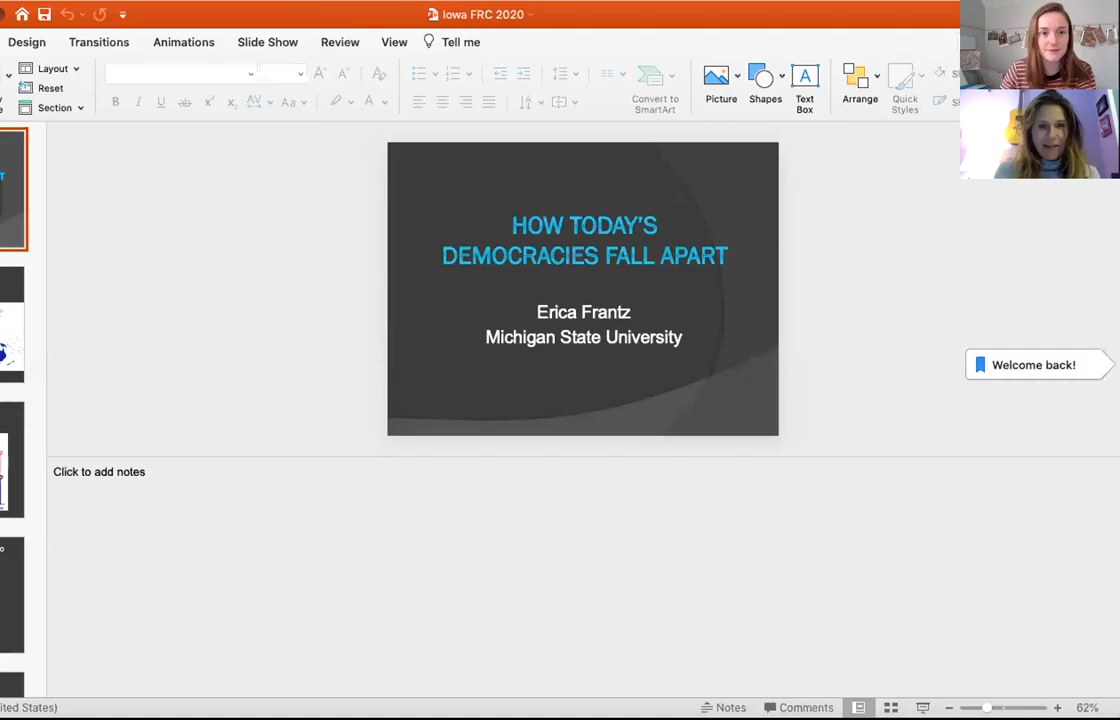 Iowa FRC 2020
Design Transitions Animations Slide Show Review View Tell me
Layout
Reset
Section
Convert to SmartArt
Picture
Shapes
Text Box
Arrange
Quick Styles
HOW TODAY'S
DEMOCRACIES FALL APART
Erica Frantz
Michigan State University
Welcome back!
Click to add notes
ited States)
Notes Comments 62%